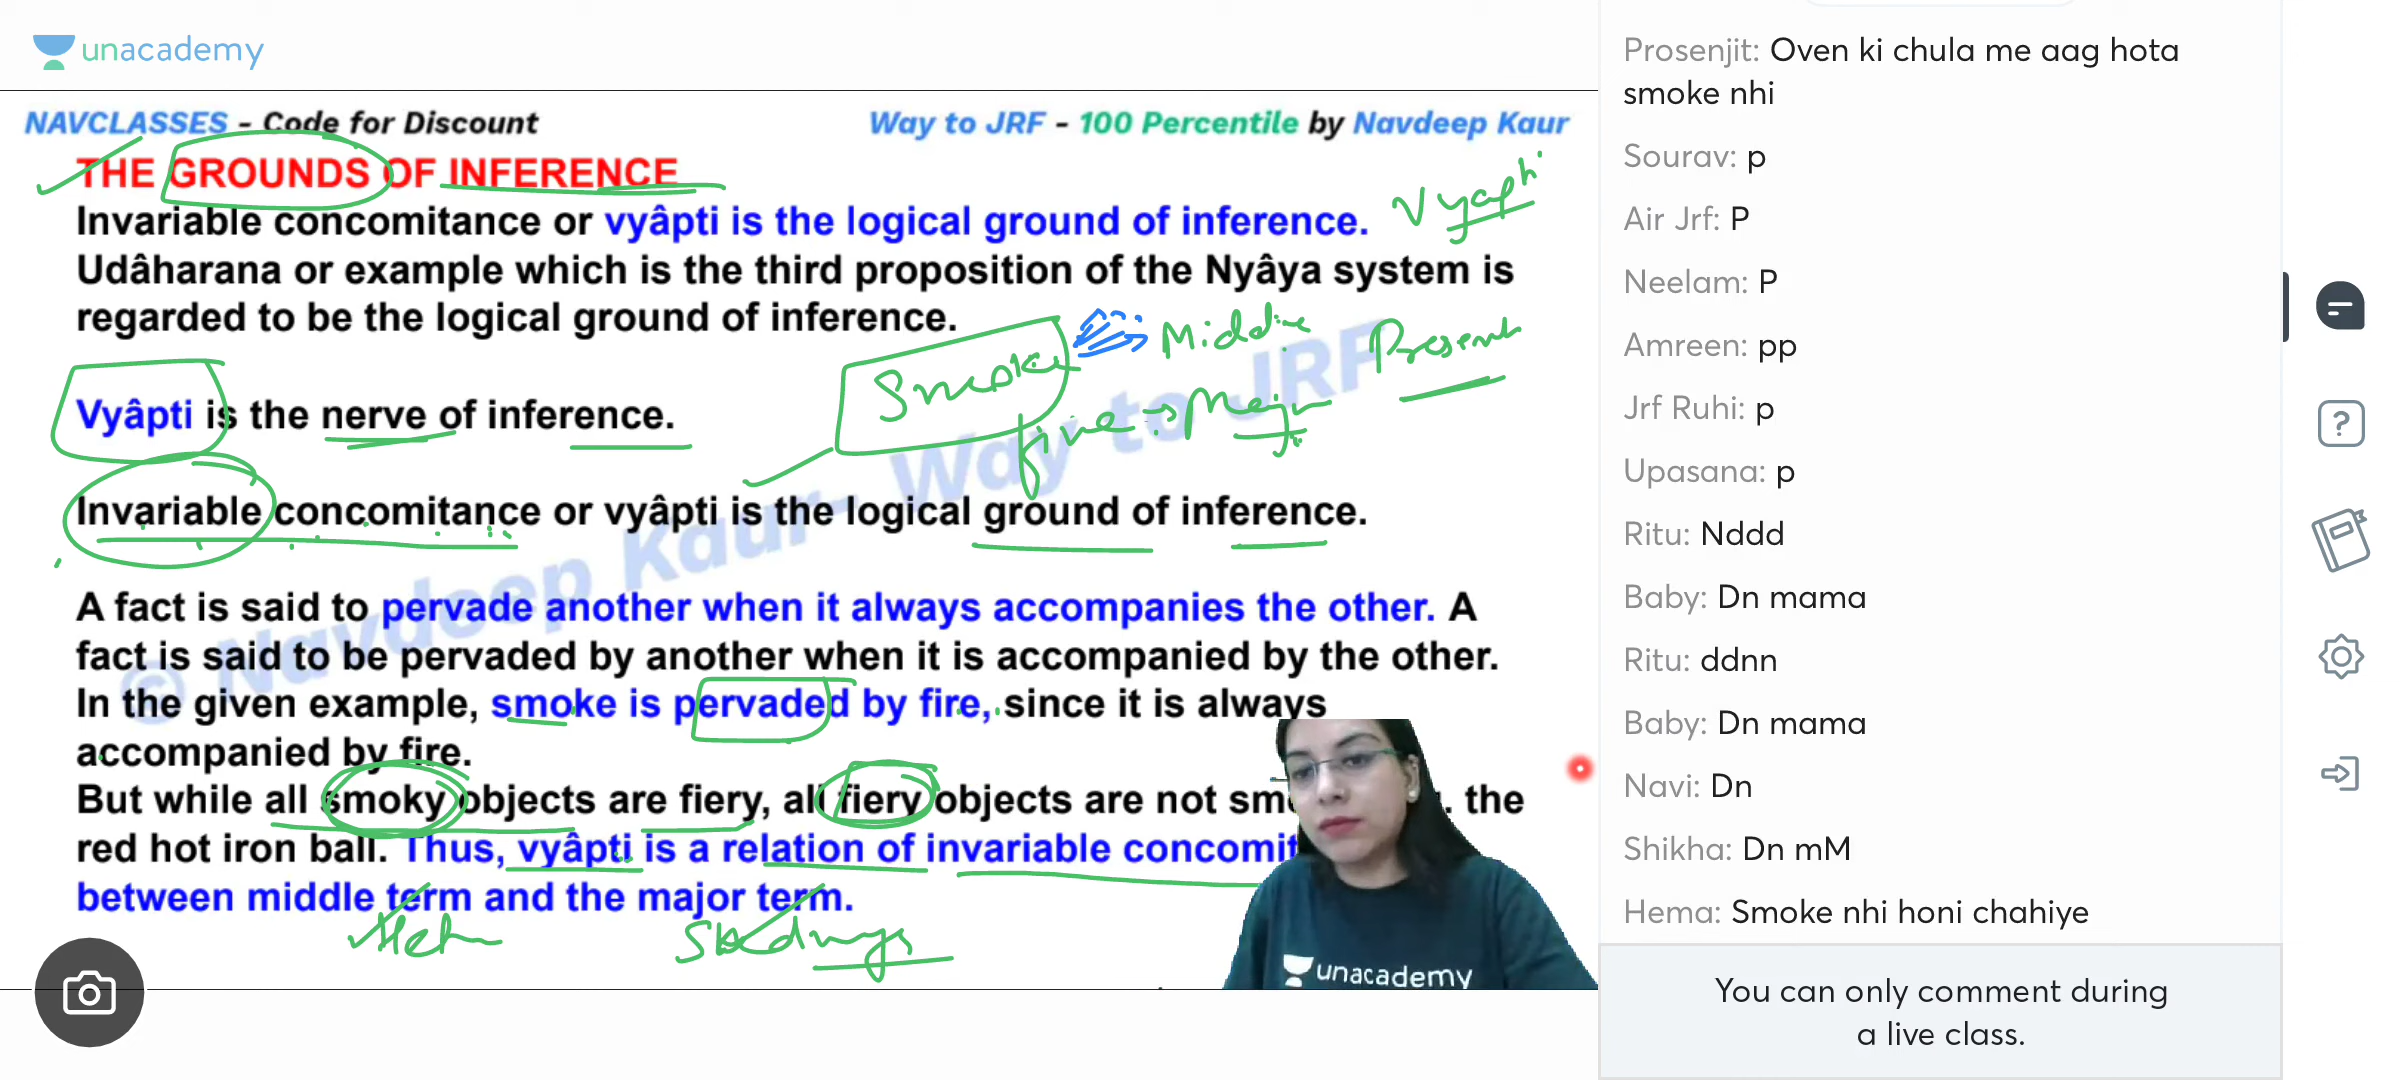 unacademy
NAVCLASSES - Code for Discount
Way to JRF - 100 Percentile by Navdeep Kaur
THE GROUNDS OF INFERENCE
Invariable concomitance or vyâpti is the logical ground of inference.
Vyapti
Udâharana or example which is the third proposition of the Nyâya system is
regarded to be the logical ground of inference.
Smoke
Middle
Present
fire → Major
Vyâpti is the nerve of inference.
Invariable concomitance or vyâpti is the logical ground of inference.
A fact is said to pervade another when it always accompanies the other. A
fact is said to be pervaded by another when it is accompanied by the other.
In the given example, smoke is pervaded by fire, since it is always
accompanied by fire.
But while all smoky objects are fiery, all fiery objects are not the
red hot iron ball. Thus, vyâpti is a relation of invariable
between middle term and the major term.
© Navdeep Kaur- Way to JRF
unacademy
Prosenjit: Oven ki chula me aag hota
smoke nhi
Sourav: p
Air Jrf: P
Neelam: P
Amreen: pp
Jrf Ruhi: p
Upasana: p
Ritu: Nddd
Baby: Dn mama
Ritu: ddnn
Baby: Dn mama
Navi: Dn
Shikha: Dn mM
Hema: Smoke nhi honi chahiye
You can only comment during
a live class.